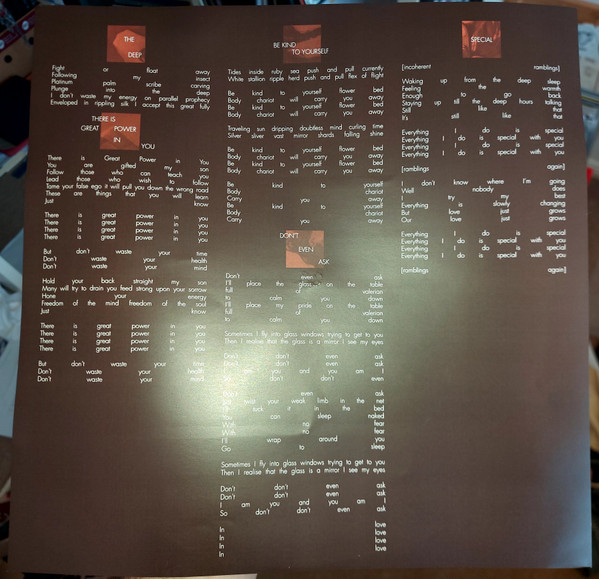 THE
DEEP
Fight or float away
Following my insect
Platinum palm scribe carving
Plunge into the deep
I don't waste my energy on parallel prophecy
Enveloped in rippling silk I accept this great fully
THERE IS
GREAT POWER
IN
YOU
There is Great Power in You
You are gifted my son
Follow those who can teach you
Lead those who wish to follow
Tame your false ego it will pull you down the wrong road
These are things that you will learn
Just know
There is great power in you
There is great power in you
There is great power in you
There is great power in you
But don't waste your time
Don't waste your health
Don't waste your mind
Hold your back straight my son
Many will try to drain you feed strong upon your sorrow
Hone your energy
Freedom of the mind freedom of the soul
Just know
There is great power in you
There is great power in you
There is great power in you
There is great power in you
But don't waste your time
Don't waste your health
Don't waste your mind
BE KIND
TO YOURSELF
Tides inside ruby sea push and pull currently
White stallion ripple herd push and pull flex of flight
Be kind to yourself flower bed
Body chariot will carry you away
Be kind to yourself flower bed
Body chariot will carry you away
Traveling sun dripping doubtless mind curling time
Silver silver vast mirror shards falling shine
Be kind to yourself flower bed
Body chariot will carry you away
Be kind to yourself flower bed
Body chariot will carry you away
Be kind to yourself
Body chariot
Carry you away
Be kind to yourself
Body chariot
Carry you away
DON'T
EVEN
ASK
Don't even ask
I'll place the glass on the table
full of valerian
to calm you down
I'll place my pride on the table
full of valerian
to calm you down
Sometimes I fly into glass windows trying to get to you
Then I realise that the glass is a mirror I see my eyes
Don't don't even ask
Don't don't even ask
you and you am I
don't even
even ask
your weak limb in the net
tuck it in the bed
You can sleep naked
With no fear
With no fear
I'll wrap around you
Go to sleep
Sometimes I fly into glass windows trying to get to you
Then I realise that the glass is a mirror I see my eyes
Don't don't even ask
Don't don't even ask
I am you and you am I
So don't don't even ask
In love
In love
In love
In love
SPECIAL
[incoherent ramblings]
Waking up from the deep sleep
Feeling the warmth
Enough to go back
Staying up till the deep hours talking
Still like that
It's still like that
Everything I do is special
Everything I do is special with you
Everything I do is special
Everything I do is special with you
[ramblings again]
I don't know where I'm going
Well nobody does
I try my best
Everything is slowly changing
But love just grows
Our love just grows
Everything I do is special
Everything I do is special with you
Everything I do is special
Everything I do is special with you
[ramblings again]